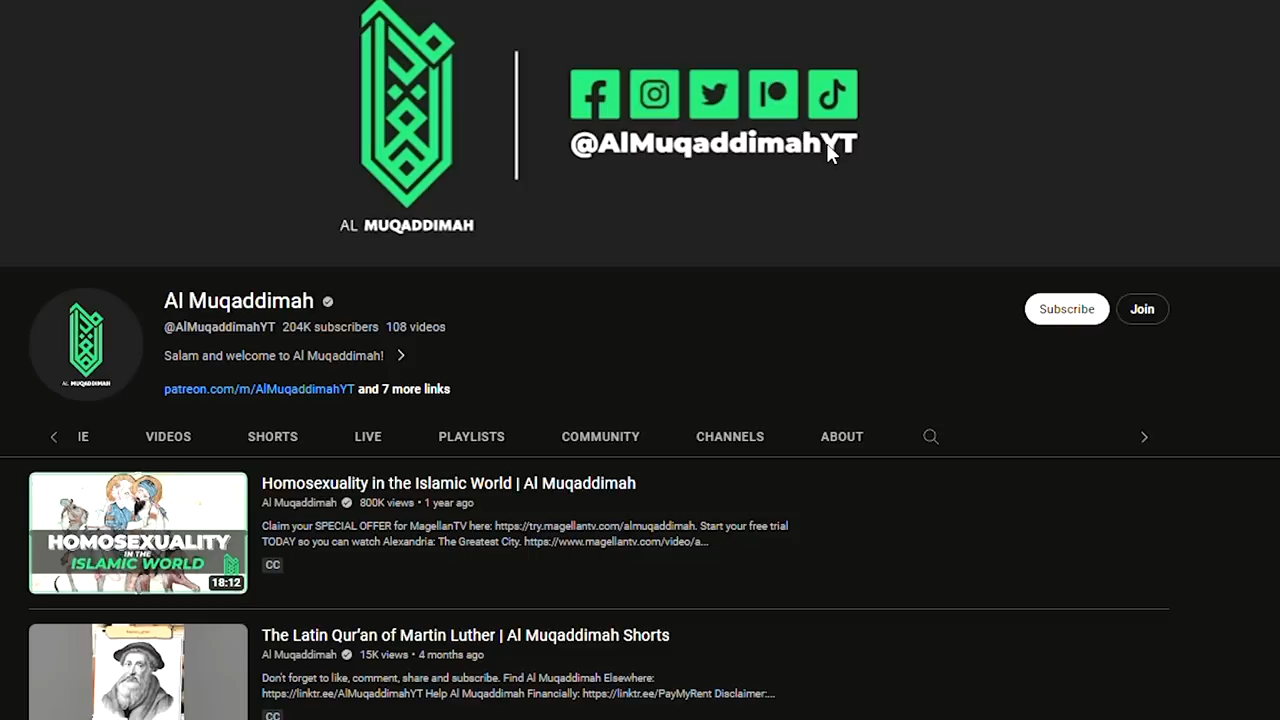 AL MUQADDIMAH
@AlMuqaddimahYT
Al Muqaddimah
@AlMuqaddimahYT 204K subscribers 108 videos
Salam and welcome to Al Muqaddimah!
patreon.com/m/AlMuqaddimahYT and 7 more links
Subscribe
Join
AL MUQADDIMAH
IE VIDEOS SHORTS LIVE PLAYLISTS COMMUNITY CHANNELS ABOUT
HOMOSEXUALITY
IN THE
ISLAMIC WORLD
18:12
Homosexuality in the Islamic World | Al Muqaddimah
Al Muqaddimah 800K views • 1 year ago
Claim your SPECIAL OFFER for MagellanTV here: https://try.magellantv.com/almuqaddimah. Start your free trial
TODAY so you can watch Alexandria: The Greatest City. https://www.magellantv.com/video/a...
CC
The Latin Qur'an of Martin Luther | Al Muqaddimah Shorts
Al Muqaddimah 15K views • 4 months ago
Don't forget to like, comment, share and subscribe. Find Al Muqaddimah Elsewhere:
https://linktr.ee/AlMuqaddimahYT Help Al Muqaddimah Financially: https://linktr.ee/PayMyRent Disclaimer:...
CC